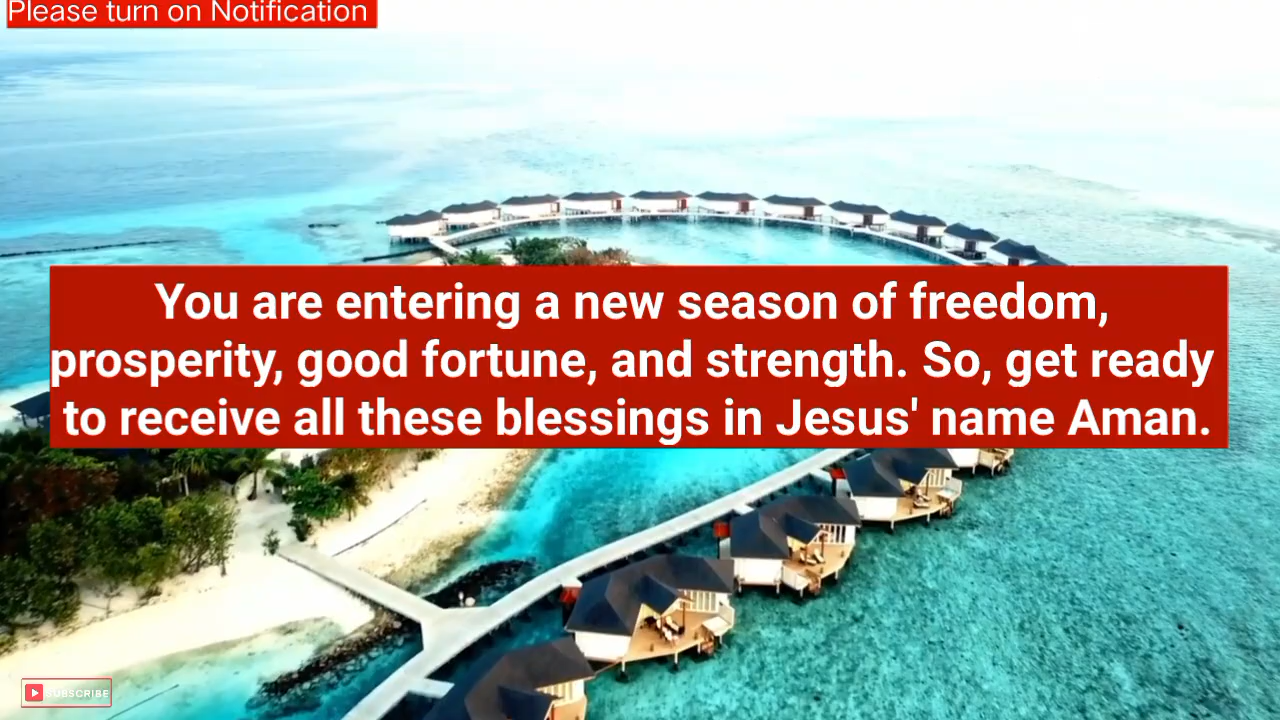 Please turn on Notification
You are entering a new season of freedom,
prosperity, good fortune, and strength. So, get ready
to receive all these blessings in Jesus' name Aman.
SUBSCRIBE